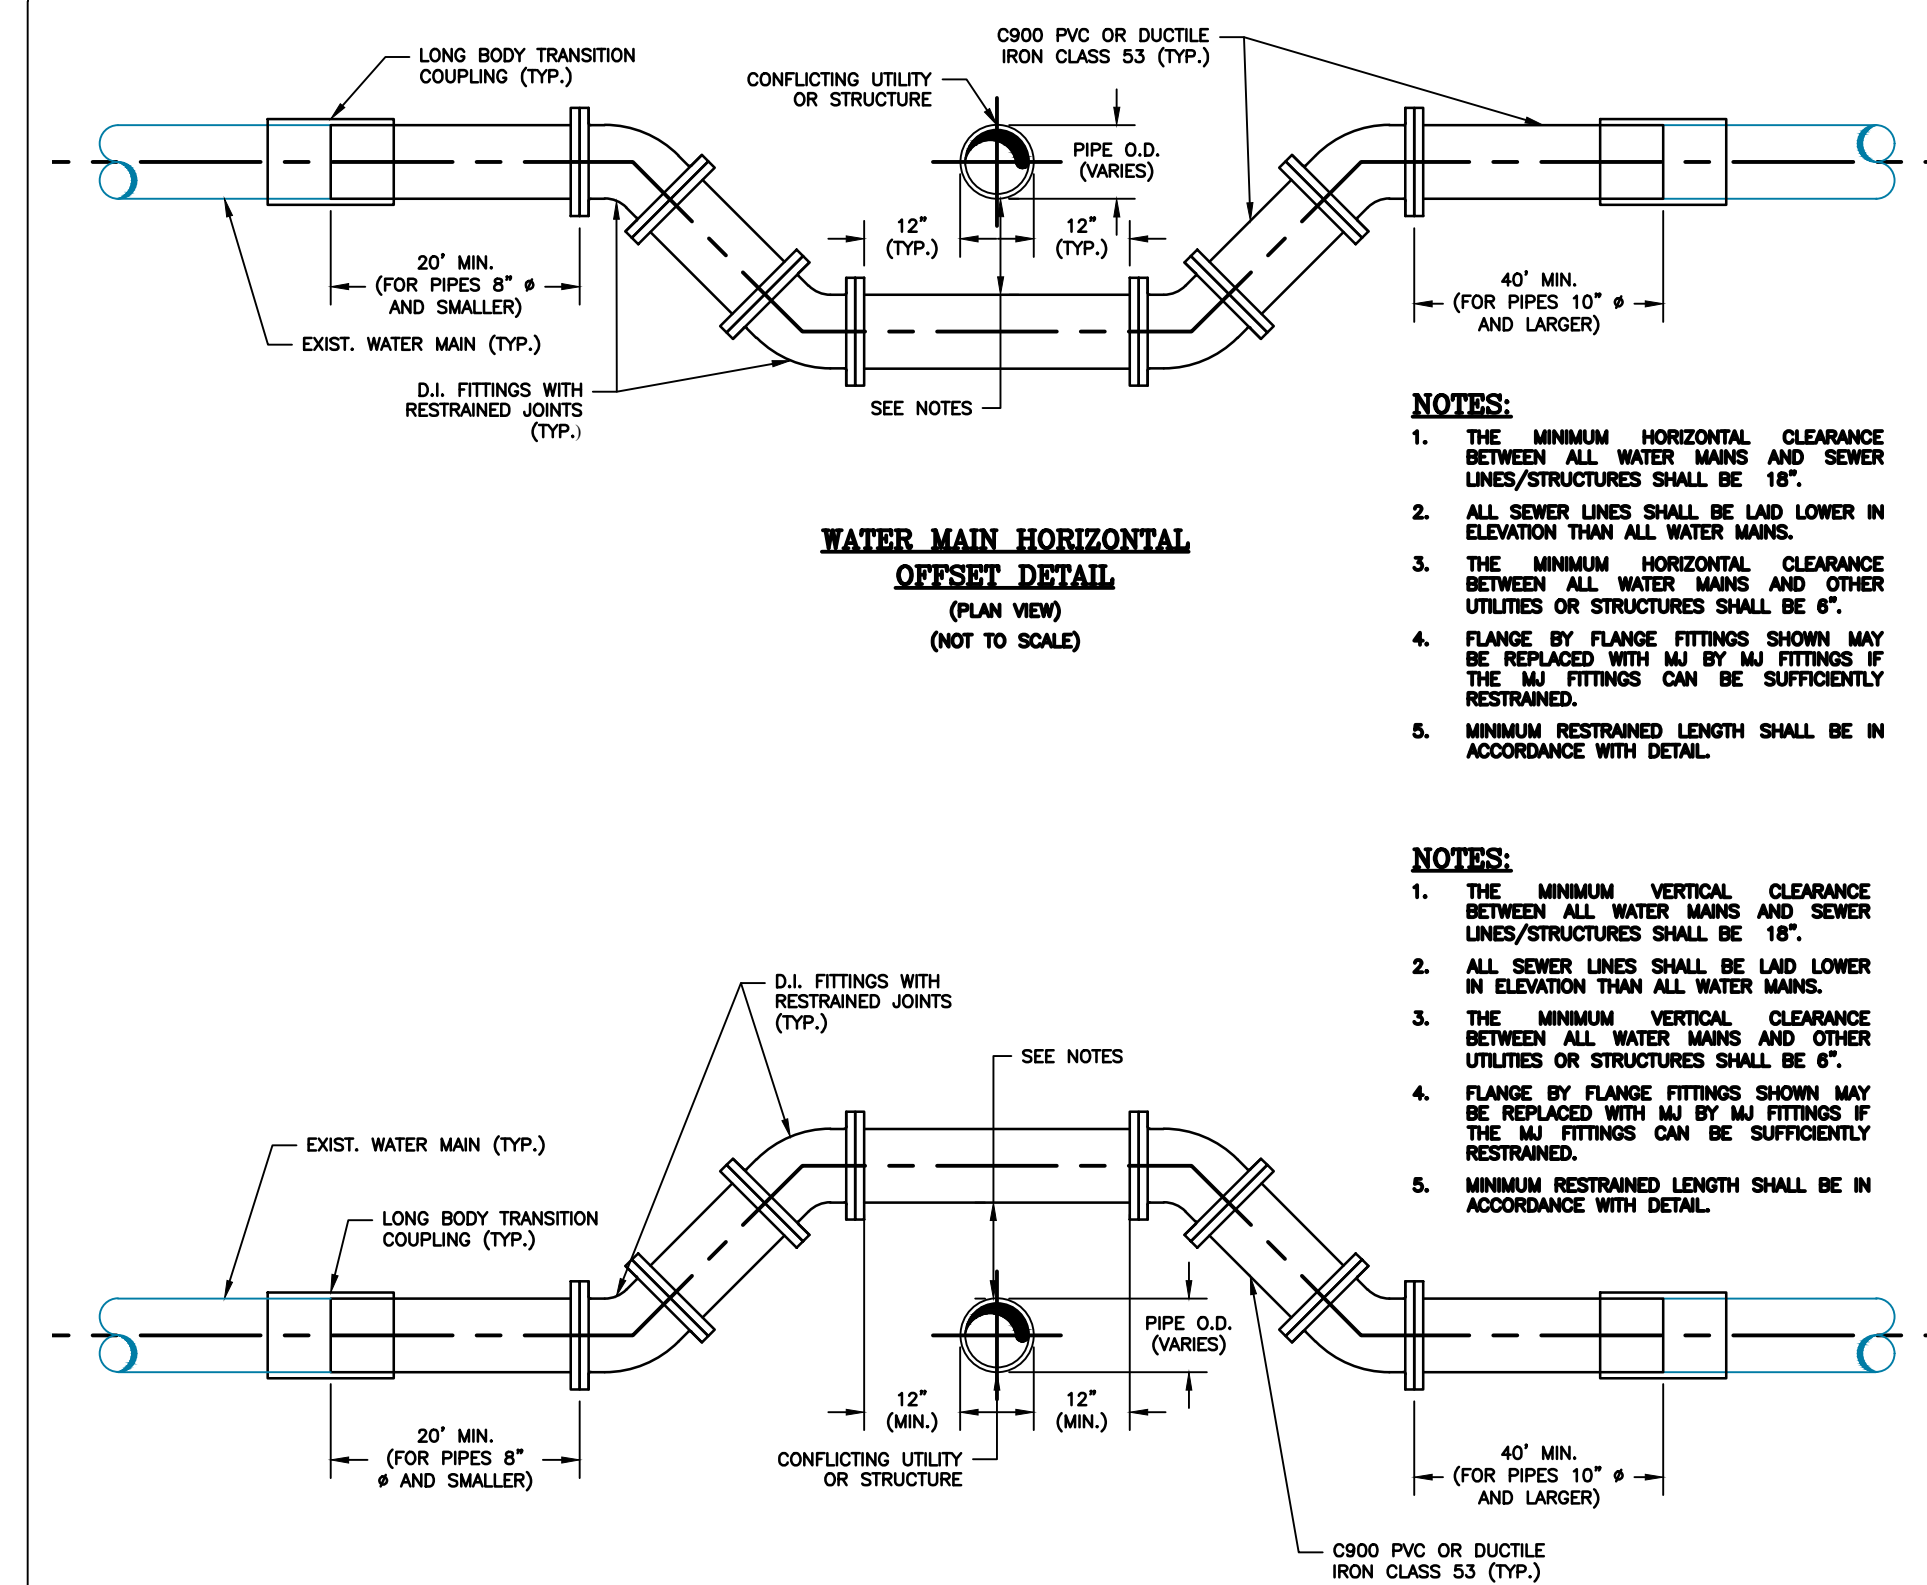 LONG BODY TRANSITION
COUPLING (TYP.)
C900 PVC OR DUCTILE
IRON CLASS 53 (TYP.)
CONFLICTING UTILITY
OR STRUCTURE
PIPE O.D.
(VARIES)
12"
(TYP.)
12"
(TYP.)
20' MIN.
(FOR PIPES 8" ø
AND SMALLER)
40' MIN.
(FOR PIPES 10" ø
AND LARGER)
EXIST. WATER MAIN (TYP.)
D.I. FITTINGS WITH
RESTRAINED JOINTS
(TYP.)
SEE NOTES
WATER MAIN HORIZONTAL
OFFSET DETAIL
(PLAN VIEW)
(NOT TO SCALE)
NOTES:
1. THE MINIMUM HORIZONTAL CLEARANCE
BETWEEN ALL WATER MAINS AND SEWER
LINES/STRUCTURES SHALL BE 18".
2. ALL SEWER LINES SHALL BE LAID LOWER IN
ELEVATION THAN ALL WATER MAINS.
3. THE MINIMUM HORIZONTAL CLEARANCE
BETWEEN ALL WATER MAINS AND OTHER
UTILITIES OR STRUCTURES SHALL BE 6".
4. FLANGE BY FLANGE FITTINGS SHOWN MAY
BE REPLACED WITH MJ BY MJ FITTINGS IF
THE MJ FITTINGS CAN BE SUFFICIENTLY
RESTRAINED.
5. MINIMUM RESTRAINED LENGTH SHALL BE IN
ACCORDANCE WITH DETAIL.
NOTES:
1. THE MINIMUM VERTICAL CLEARANCE
BETWEEN ALL WATER MAINS AND SEWER
LINES/STRUCTURES SHALL BE 18".
2. ALL SEWER LINES SHALL BE LAID LOWER
IN ELEVATION THAN ALL WATER MAINS.
3. THE MINIMUM VERTICAL CLEARANCE
BETWEEN ALL WATER MAINS AND OTHER
UTILITIES OR STRUCTURES SHALL BE 6".
4. FLANGE BY FLANGE FITTINGS SHOWN MAY
BE REPLACED WITH MJ BY MJ FITTINGS IF
THE MJ FITTINGS CAN BE SUFFICIENTLY
RESTRAINED.
5. MINIMUM RESTRAINED LENGTH SHALL BE IN
ACCORDANCE WITH DETAIL.
D.I. FITTINGS WITH
RESTRAINED JOINTS
(TYP.)
SEE NOTES
EXIST. WATER MAIN (TYP.)
LONG BODY TRANSITION
COUPLING (TYP.)
PIPE O.D.
(VARIES)
12"
(MIN.)
12"
(MIN.)
20' MIN.
(FOR PIPES 8"
ø AND SMALLER)
CONFLICTING UTILITY
OR STRUCTURE
40' MIN.
(FOR PIPES 10" ø
AND LARGER)
C900 PVC OR DUCTILE
IRON CLASS 53 (TYP.)